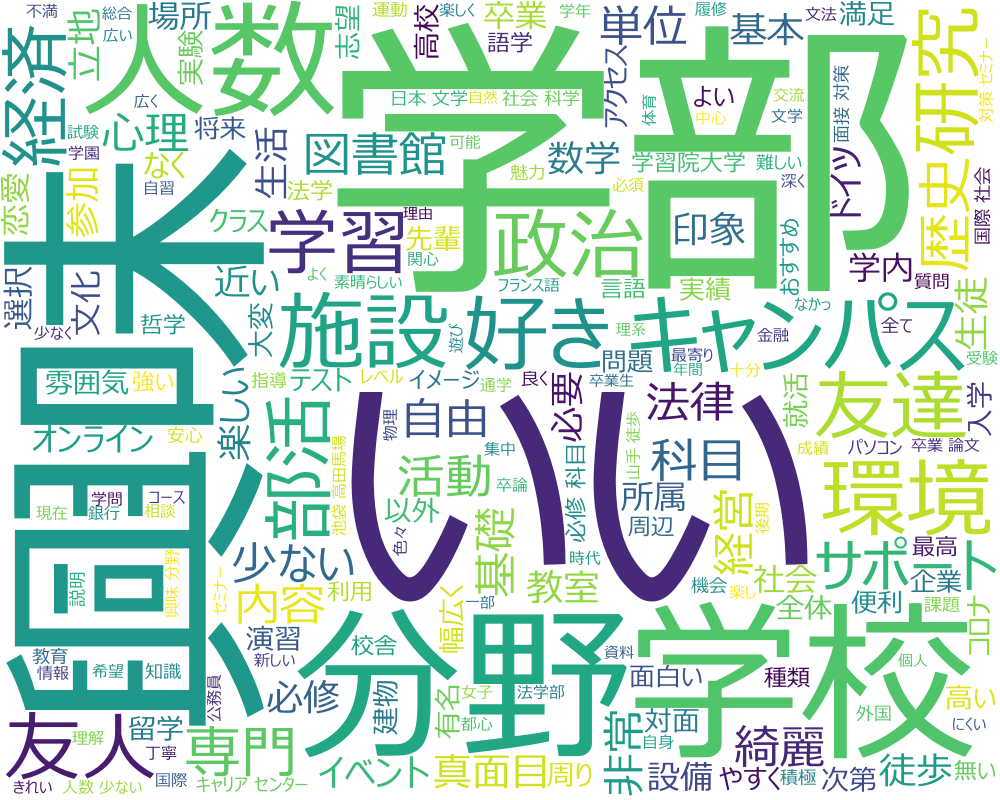 不満
総合
広い
経済
立地
場所
人数
運動
楽しく
学年
志望
実験
高校
卒業
語学
学部
履修
文法
単位
基本
満足
研究
歴史
対策 セミナー
試験
広く
学園
自習
心理
将来
なく
恋愛
参加
生活
図書館
日本 文学
自然
社会 科学
可能
魅力
数学
アクセス
体育
よい
中心
交流
文学
面接 対策
学習院大学
難しい
必須
深く
ドイツ
国際 社会
興味
クラス
法学
学習
理由
先輩
関心
政治
印象
おすすめ
学内
質問
選択
少なく
文化
近い
哲学
大変
よく
素晴らしい
フランス語
言語
実績
なかっ
生徒
施設
好き
キャンパス
遊び
理系
金融
全て
受験
雰囲気
強い
指導
テスト
レベル
イメージ
通学
良く
卒業生
問題
最寄り
年間
十分
オンライン
安心
楽しい
部活
物理
自由
集中
必要
法律
山手 徒歩
就活
成績
友達
パソコン
卒業 論文
入学
いい
活動
卒論
科目
必修 科目
環境
現在
学問
銀行
コース
相談
池袋
高田馬場
以外
色々
所属
周辺
時代
経営
後期
サポート
最高
説明
興味 分野
セミナー
少ない
基礎
教室
機会
社会
楽し
企業
便利
課題
コロナ
内容
利用
幅広く
一部
全体
教育
情報
希望
知識
演習
新しい
校舎
分野
資料
学校
面白い
種類
個人
公務員
必修
建物
有名
女子
都心
法学部
非常
対面
自身
綺麗
外国
高い
にくい
友人
理解
留学
丁寧
専門
イベント
真面目
周り
設備
やすく
積極
次第
徒歩
無い
きれい
人数 少ない
国際
キャリア センター